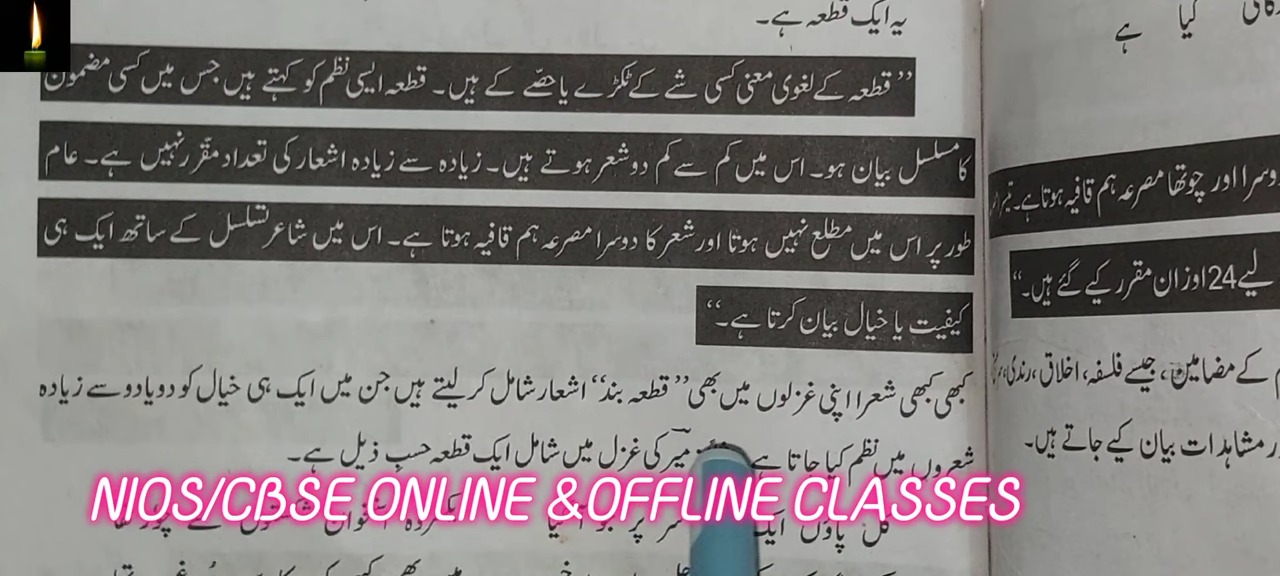 یہ ایک قطعہ ہے۔
’’قطعہ کے لغوی معنی کسی شے کے ٹکڑے یا حصّے کے ہیں۔ قطعہ ایسی نظم کو کہتے ہیں جس میں کسی مضمون
کا مسلسل بیان ہو۔ اس میں کم سے کم دو شعر ہوتے ہیں۔ زیادہ سے زیادہ اشعار کی تعداد مقّرر نہیں ہے۔ عام
طور پر اس میں مطلع نہیں ہوتا اور شعر کا دوسرا مصرعہ ہم قافیہ ہوتا ہے۔ اس میں شاعر تسلسل کے ساتھ ایک ہی
کیفیت یا خیال بیان کرتا ہے۔‘‘
کبھی کبھی شعرا اپنی غزلوں میں بھی ’’قطعہ بند‘‘ اشعار شامل کر لیتے ہیں جن میں ایک ہی خیال کو دو یا دو سے زیادہ
شعروں میں نظم کیا جاتا ہے میرؔ کی غزل میں شامل ایک قطعہ حسبِ ذیل ہے۔
NIOS/CBSE ONLINE &OFFLINE CLASSES
کل پاؤں ایک پر جو
کیا ہے
دوسرا اور چوتھا مصرعہ ہم قافیہ ہوتا ہے۔
لیے 24 اوزان مقرر کیے گئے ہیں۔‘‘
کے مضامین، جیسے فلسفہ، اخلاق، رندی،
مشاہدات بیان کیے جاتے ہیں۔